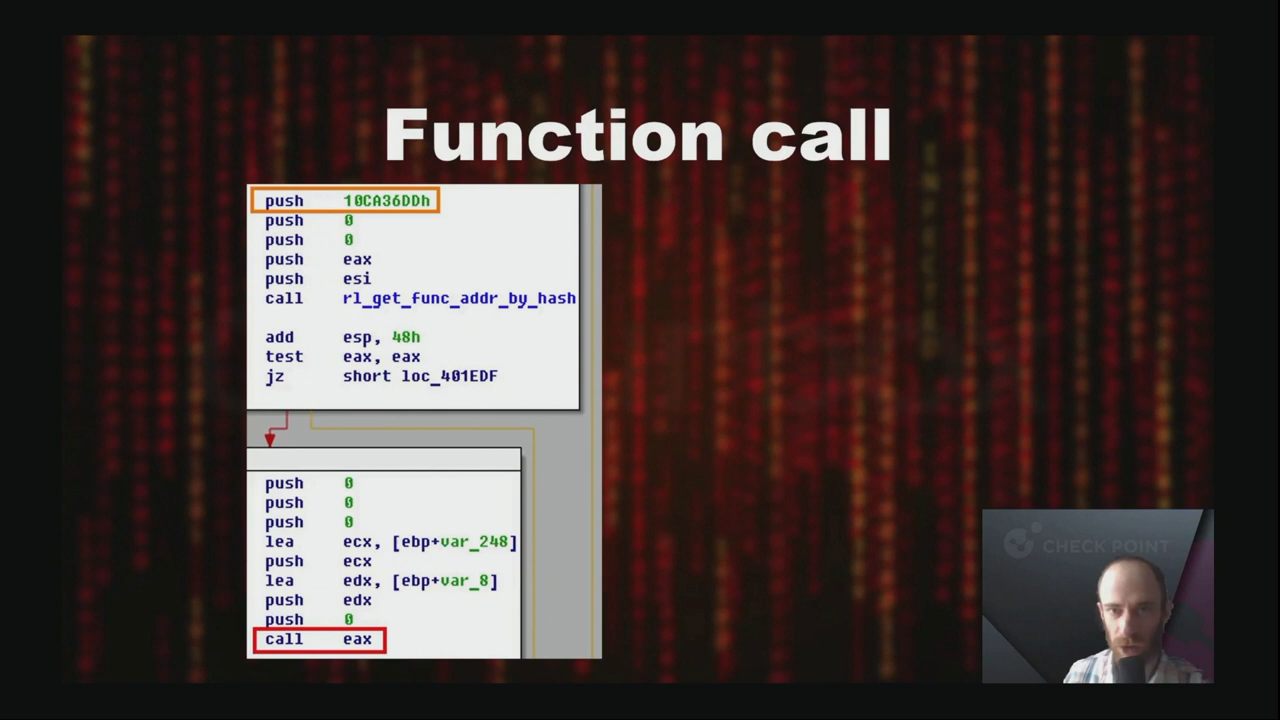 Function call
push 10CA36DDh
push 0
push 0
push eax
push esi
call rl_get_func_addr_by_hash
add esp, 48h
test eax, eax
jz short loc_401EDF
push 0
push 0
push 0
lea ecx, [ebp+var_248]
push ecx
lea edx, [ebp+var_8]
push edx
push 0
call eax
CHECK POINT